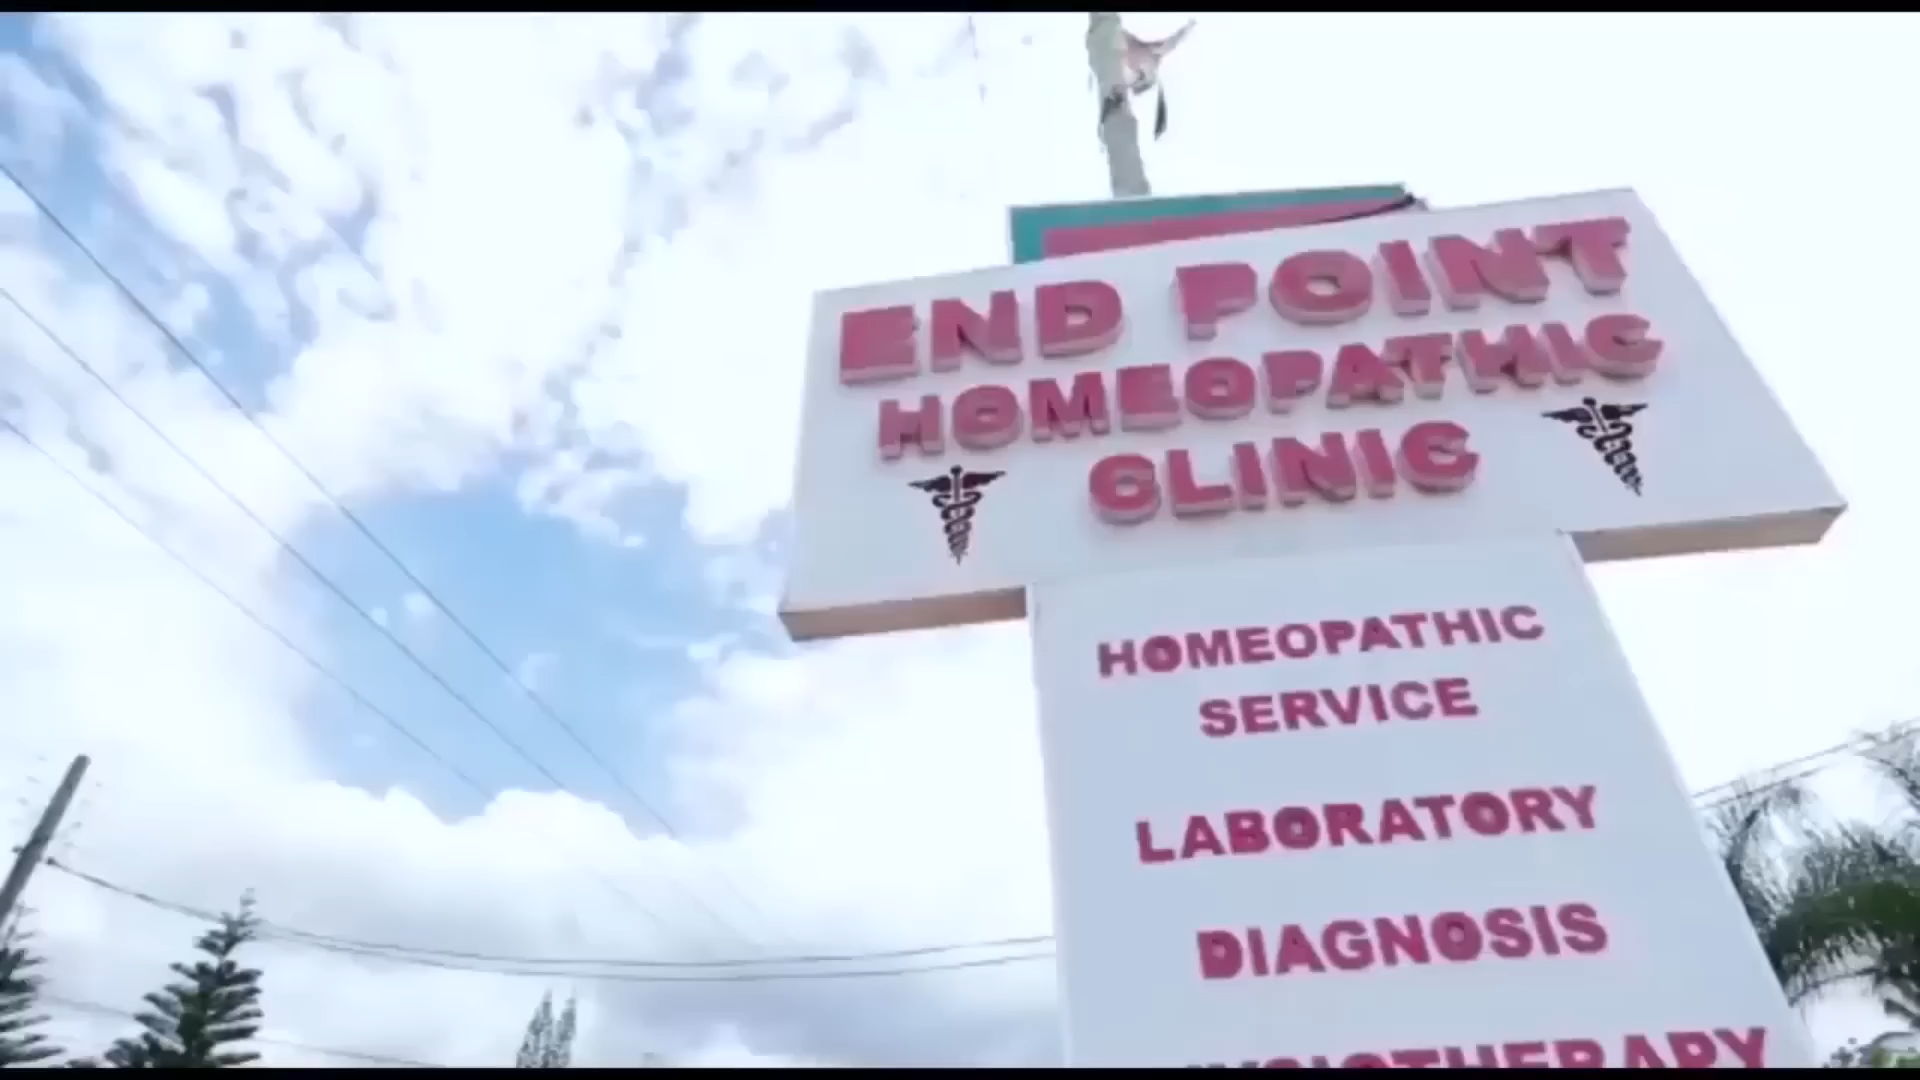 END POINT
HOMEOPATHIC
CLINIC
HOMEOPATHIC
SERVICE
LABORATORY
DIAGNOSIS